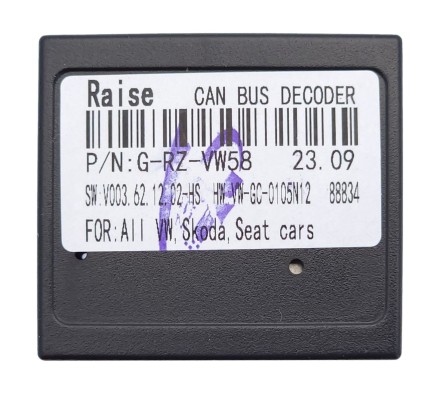 Raise CAN BUS DECODER
P/N:G-RZ-VW58 23.09
SW:V003.62.12.02-HS HW:VW-GC-0105N12 88834
FOR:All VW,Skoda,Seat cars